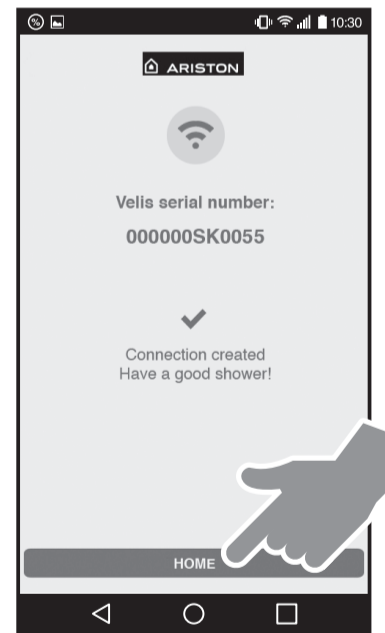 10:30
ARISTON
Velis serial number:
000000SK0055
Connection created
Have a good shower!
HOME